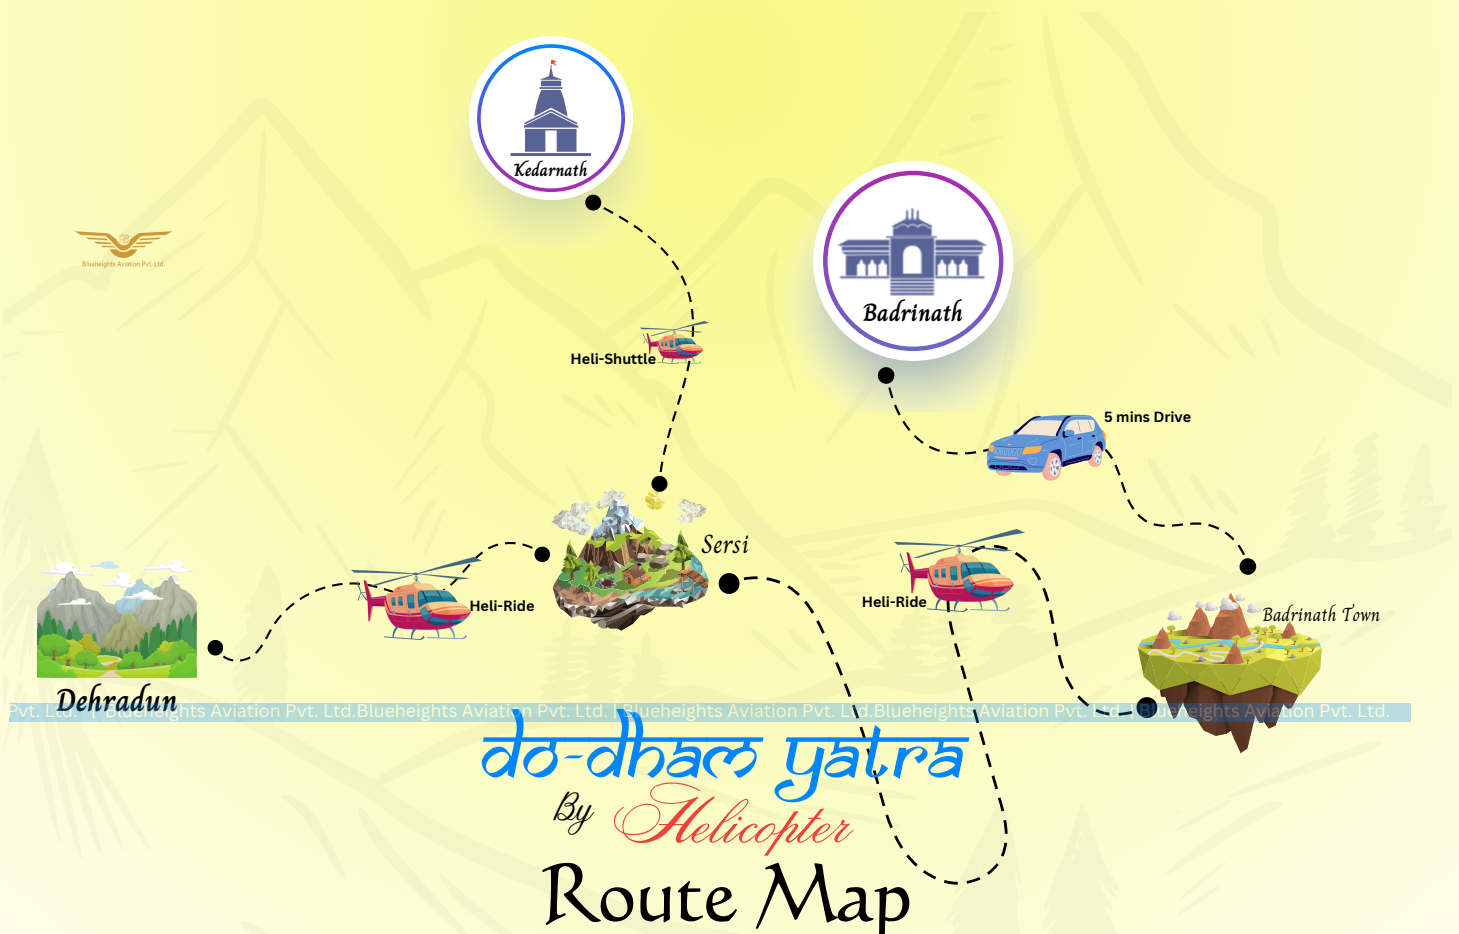 Kedarnath
Blueheights Aviation Pvt. Ltd.
Badrinath
Heli-Shuttle
5 mins Drive
Sersi
Heli-Ride
Heli-Ride
Badrinath Town
Dehradun
Pvt. Ltd. | Blueheights Aviation Pvt. Ltd.Blueheights Aviation Pvt. Ltd. | Blueheights Aviation Pvt. Ltd.Blueheights Aviation Pvt. Ltd. | Blueheights Aviation Pvt. Ltd.
do-dham yatra
By Helicopter
Route Map